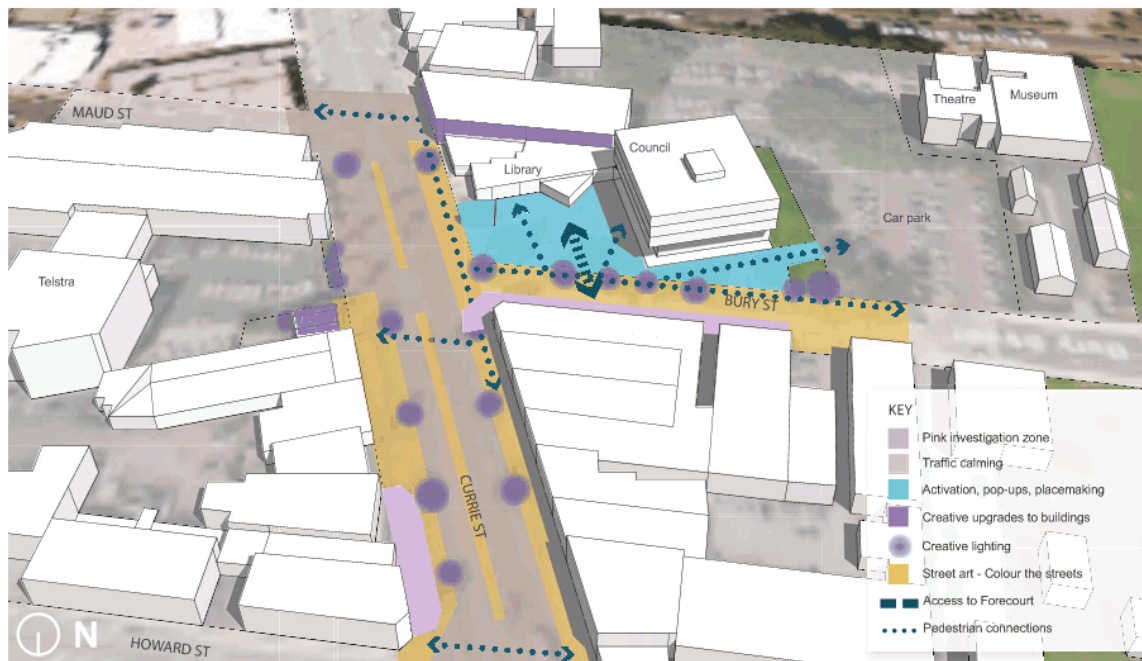 MAUD ST
Theatre
Museum
Council
Library
Car park
Telstra
BURY ST
CURRIE ST
HOWARD ST
N
KEY
Pink investigation zone
Traffic calming
Activation, pop-ups, placemaking
Creative upgrades to buildings
Creative lighting
Street art - Colour the streets
Access to Forecourt
Pedestrian connections